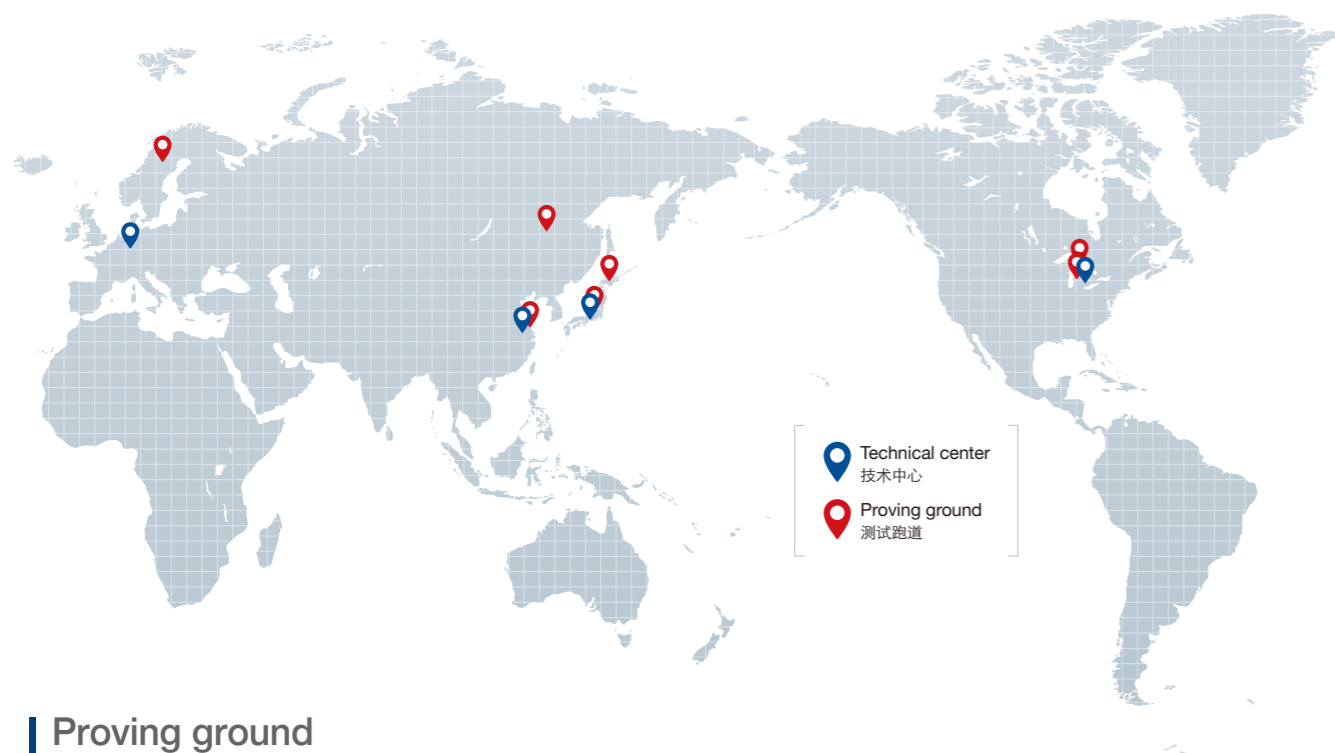 Technical center
技术中心
Proving ground
测试跑道
Proving ground